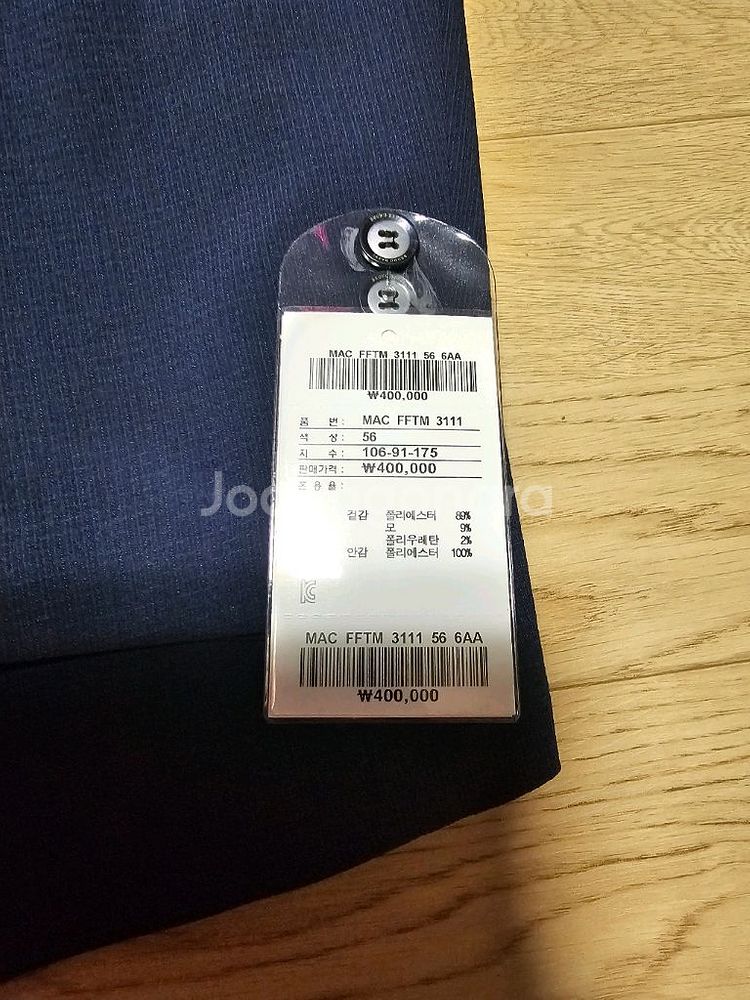 MAC FFTM 3111 56 6AA
₩400,000
품 번 : MAC FFTM 3111
색 상 : 56
치 수 : 106-91-175
판매가격 : ₩400,000
혼 용 율 :
겉감 폴리에스터 89%
모 9%
폴리우레탄 2%
안감 폴리에스터 100%
MAC FFTM 3111 56 6AA
₩400,000